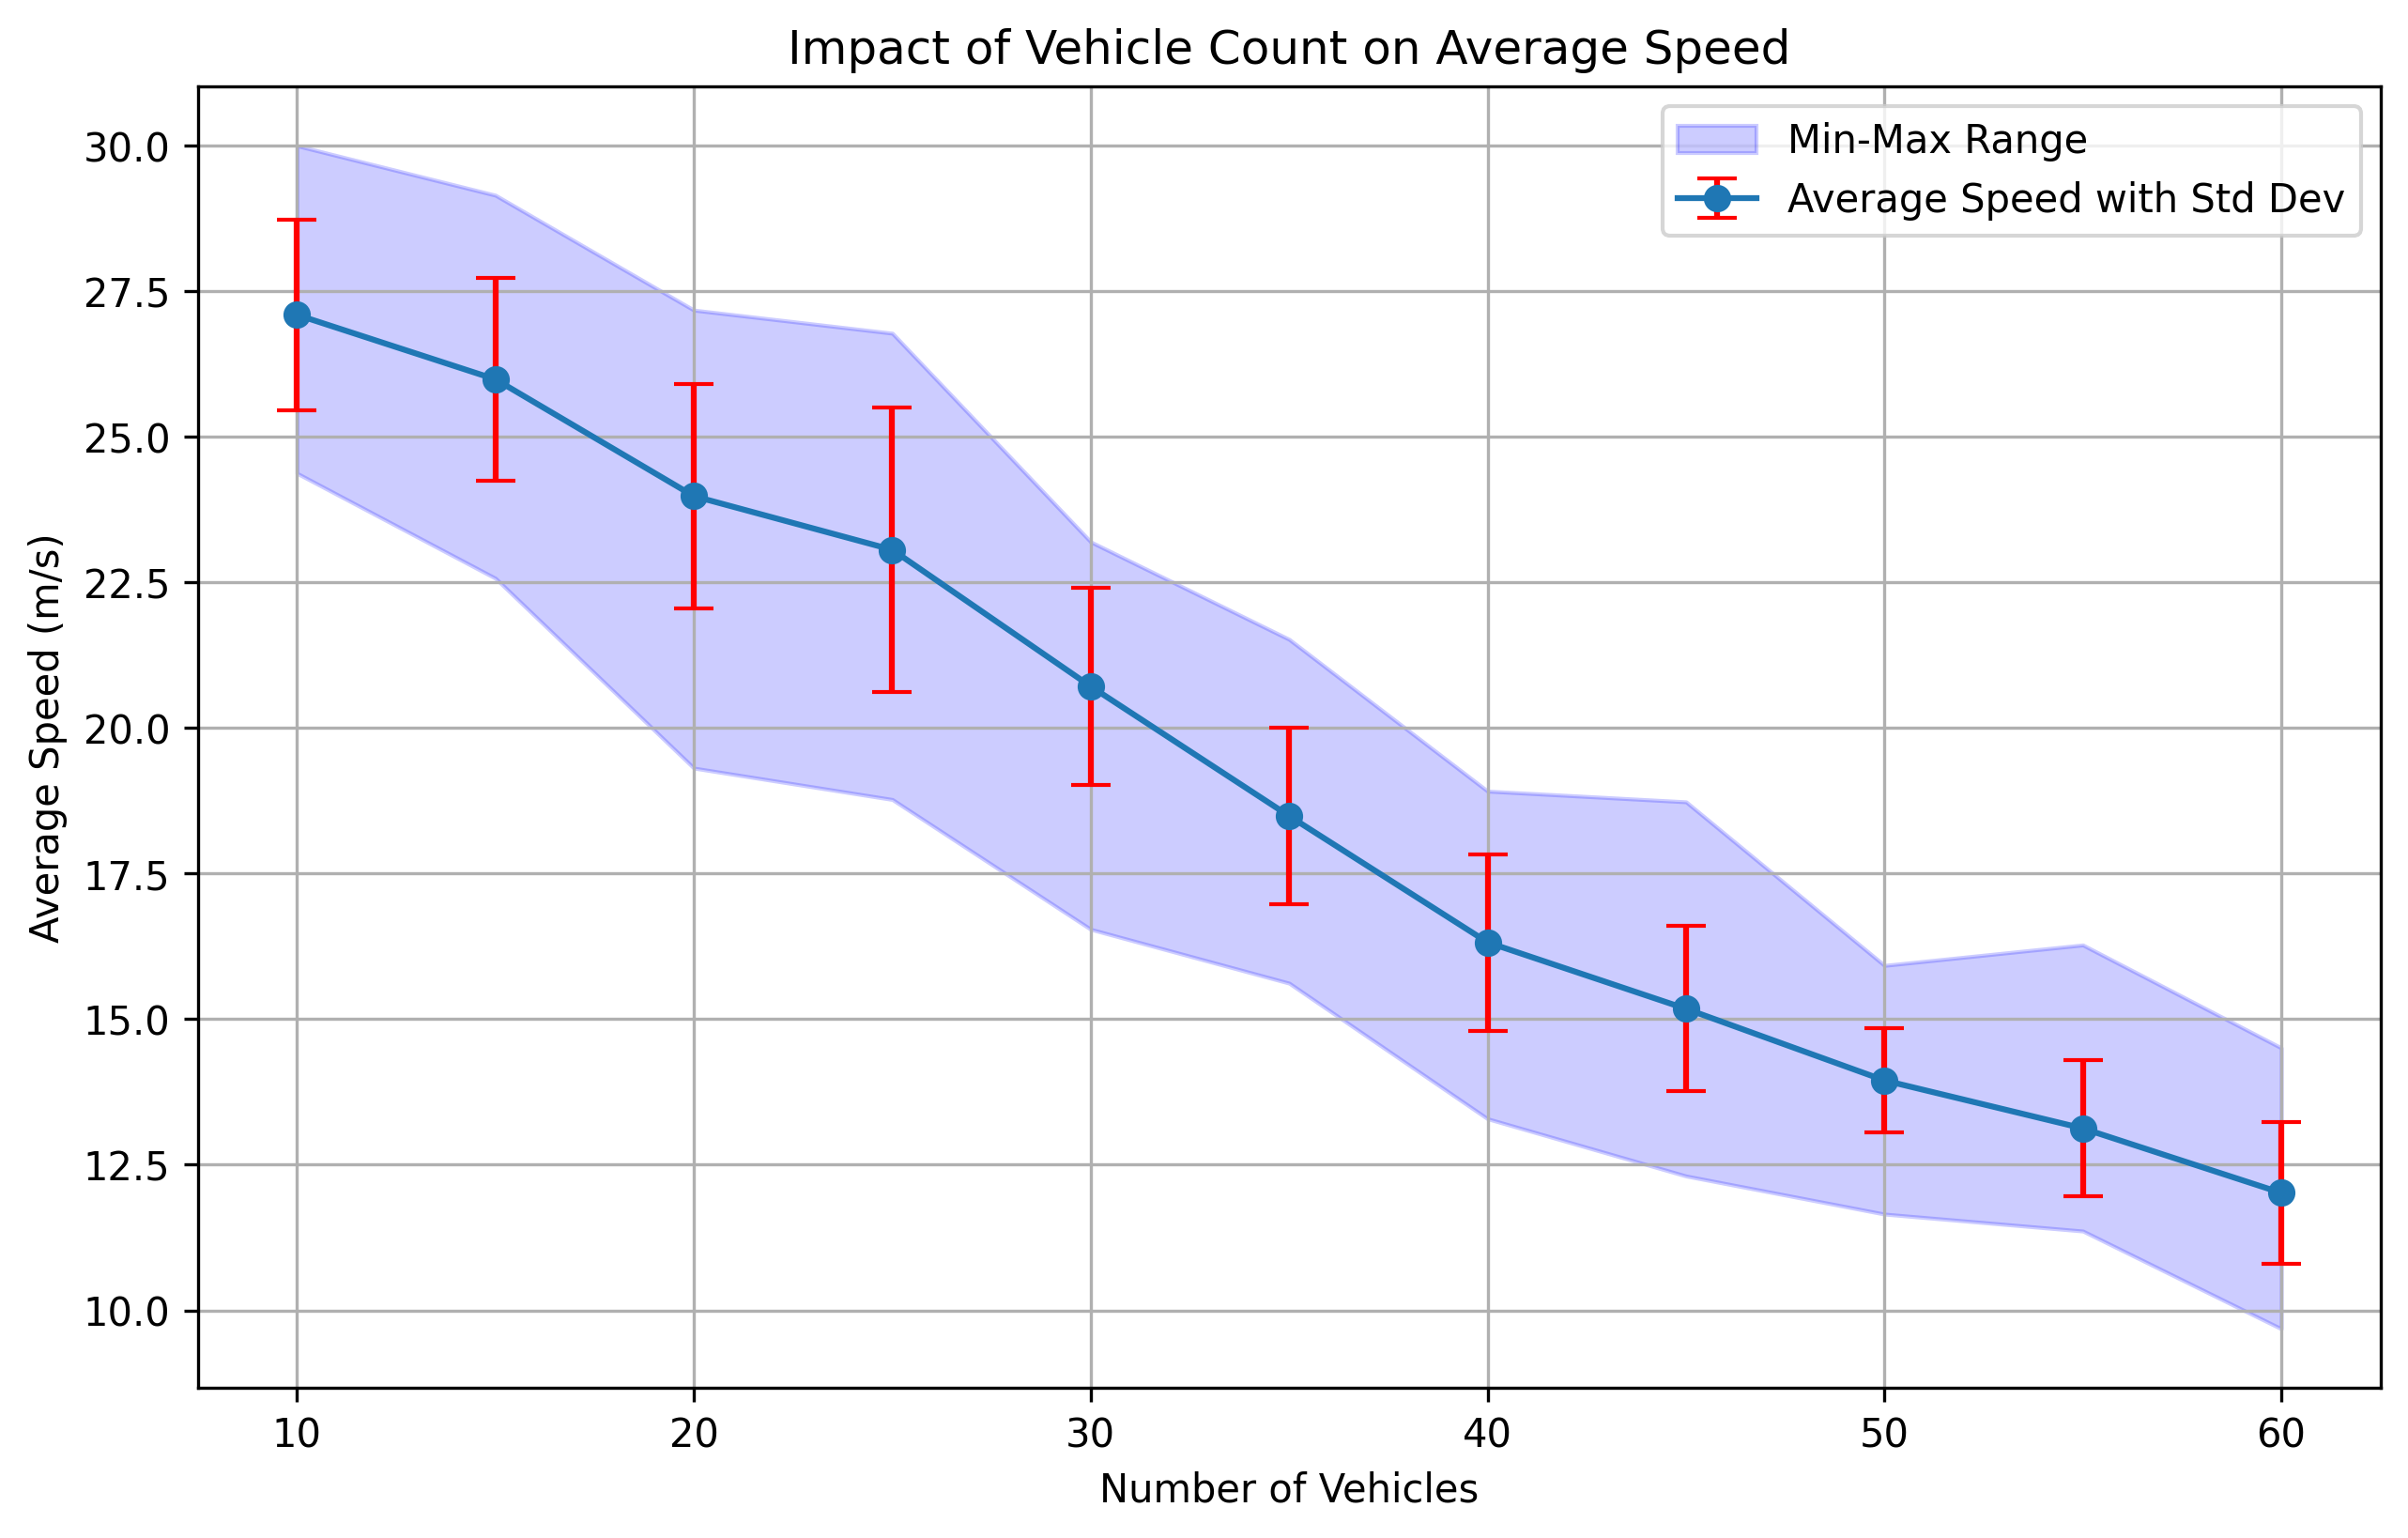 Impact of Vehicle Count on Average Speed
Min-Max Range
Average Speed with Std Dev
Average Speed (m/s)
30.0
27.5
25.0
22.5
20.0
17.5
15.0
12.5
10.0
10 20 30 40 50 60
Number of Vehicles